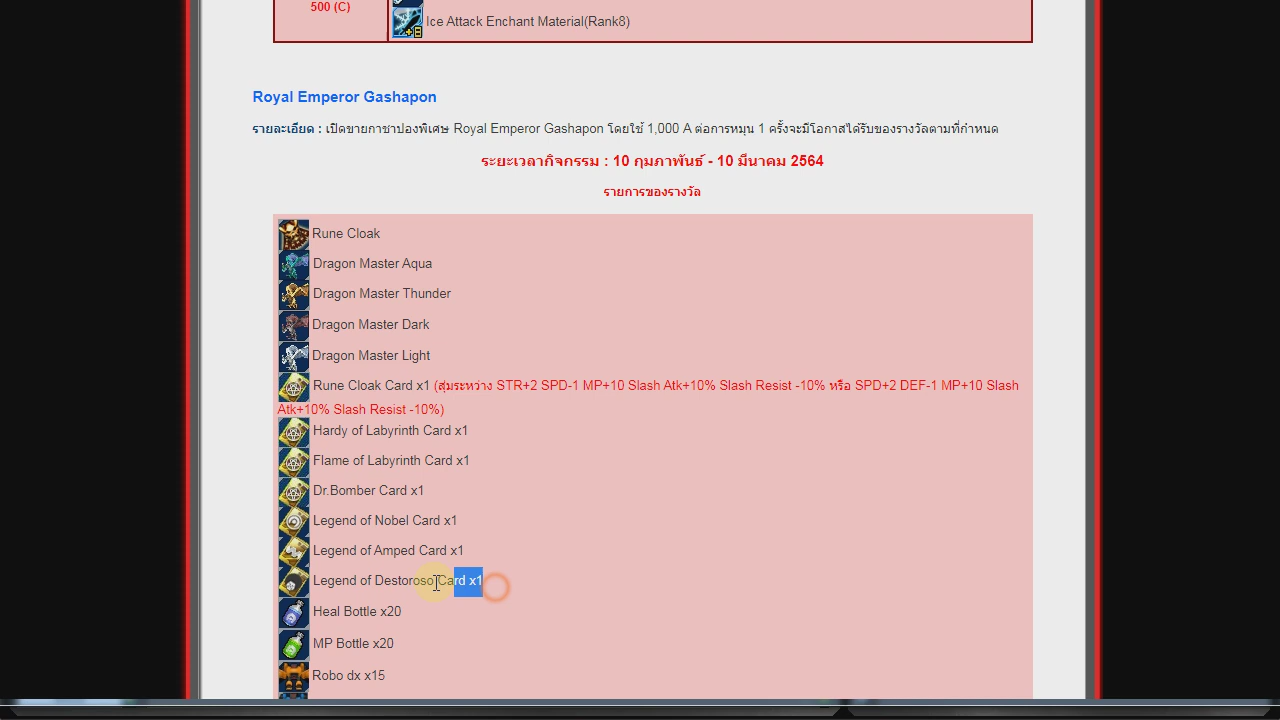 500 (C)
Ice Attack Enchant Material(Rank8)
Royal Emperor Gashapon
รายละเอียด : เปิดขายกาชาปองพิเศษ Royal Emperor Gashapon โดยใช้ 1,000 A ต่อการหมุน 1 ครั้งจะมีโอกาสได้รับของรางวัลตามที่กำหนด
ระยะเวลากิจกรรม : 10 กุมภาพันธ์ - 10 มีนาคม 2564
รายการของรางวัล
Rune Cloak
Dragon Master Aqua
Dragon Master Thunder
Dragon Master Dark
Dragon Master Light
Rune Cloak Card x1 (สุ่มระหว่าง STR+2 SPD-1 MP+10 Slash Atk+10% Slash Resist -10% หรือ SPD+2 DEF-1 MP+10 Slash
Atk+10% Slash Resist -10%)
Hardy of Labyrinth Card x1
Flame of Labyrinth Card x1
Dr.Bomber Card x1
Legend of Nobel Card x1
Legend of Amped Card x1
Legend of Destoroso Card x1
Heal Bottle x20
MP Bottle x20
Robo dx x15